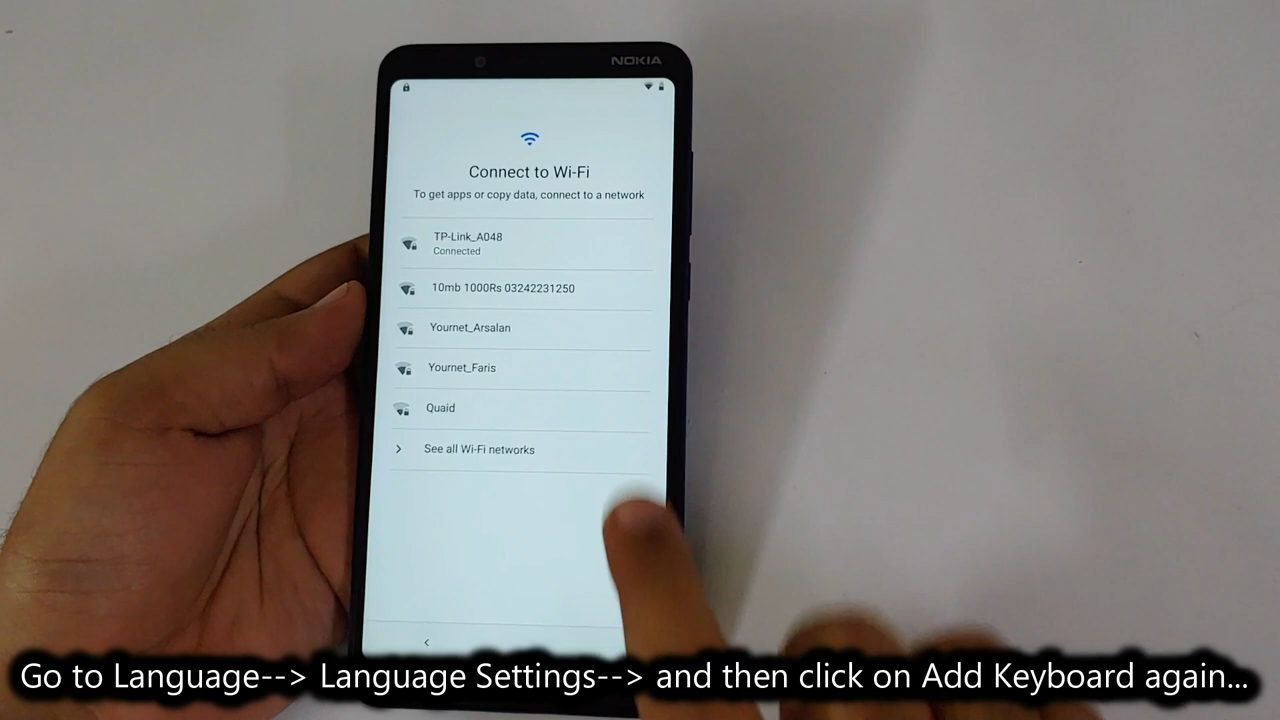 NOKIA
Connect to Wi-Fi
To get apps or copy data, connect to a network
TP-Link_A048
Connected
10mb 1000Rs 03242231250
Yournet_Arsalan
Yournet_Faris
Quaid
See all Wi-Fi networks
Go to Language--> Language Settings--> and then click on Add Keyboard again...